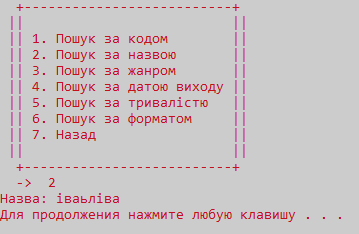 1. Пошук за кодом
2. Пошук за назвою
3. Пошук за жанром
4. Пошук за датою виходу
5. Пошук за тривалістю
6. Пошук за форматом
7. Назад
-> 2
Назва: іваьліва
Для продолжения нажмите любую клавишу . . .